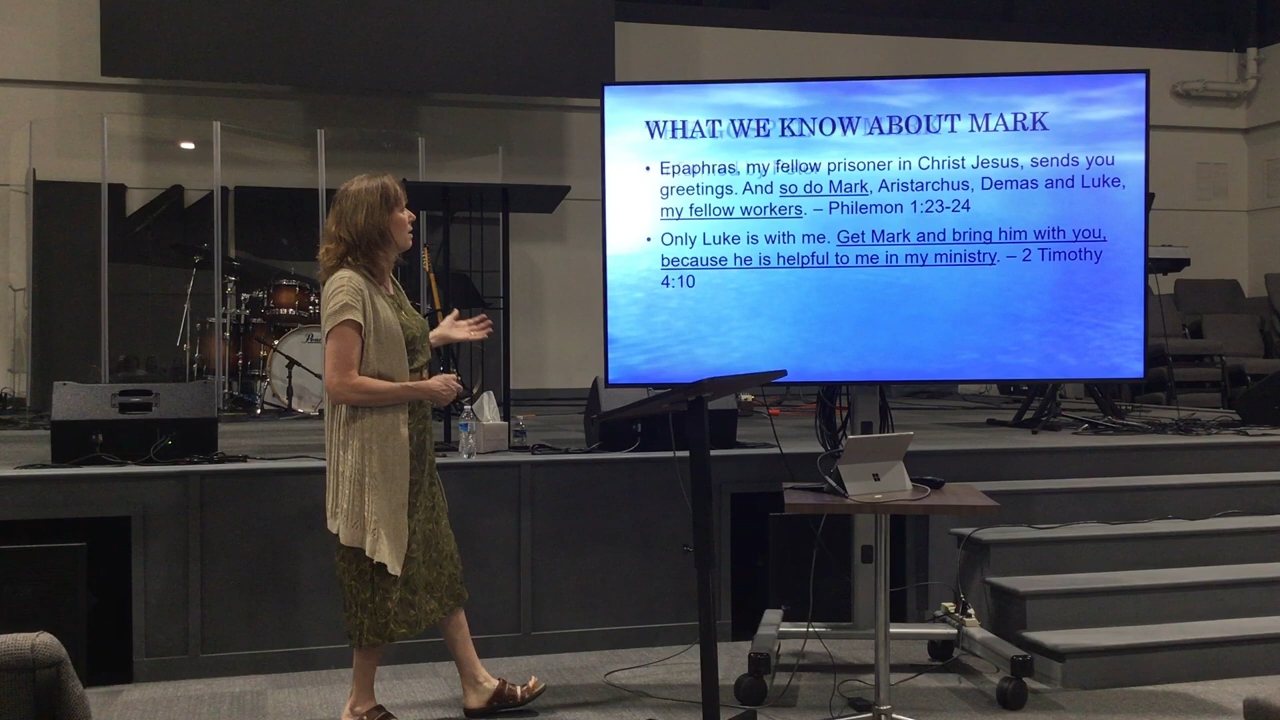 WHAT WE KNOW ABOUT MARK
• Epaphras, my fellow prisoner in Christ Jesus, sends you
greetings. And so do Mark, Aristarchus, Demas and Luke,
my fellow workers. – Philemon 1:23-24
• Only Luke is with me. Get Mark and bring him with you,
because he is helpful to me in my ministry. – 2 Timothy
4:10